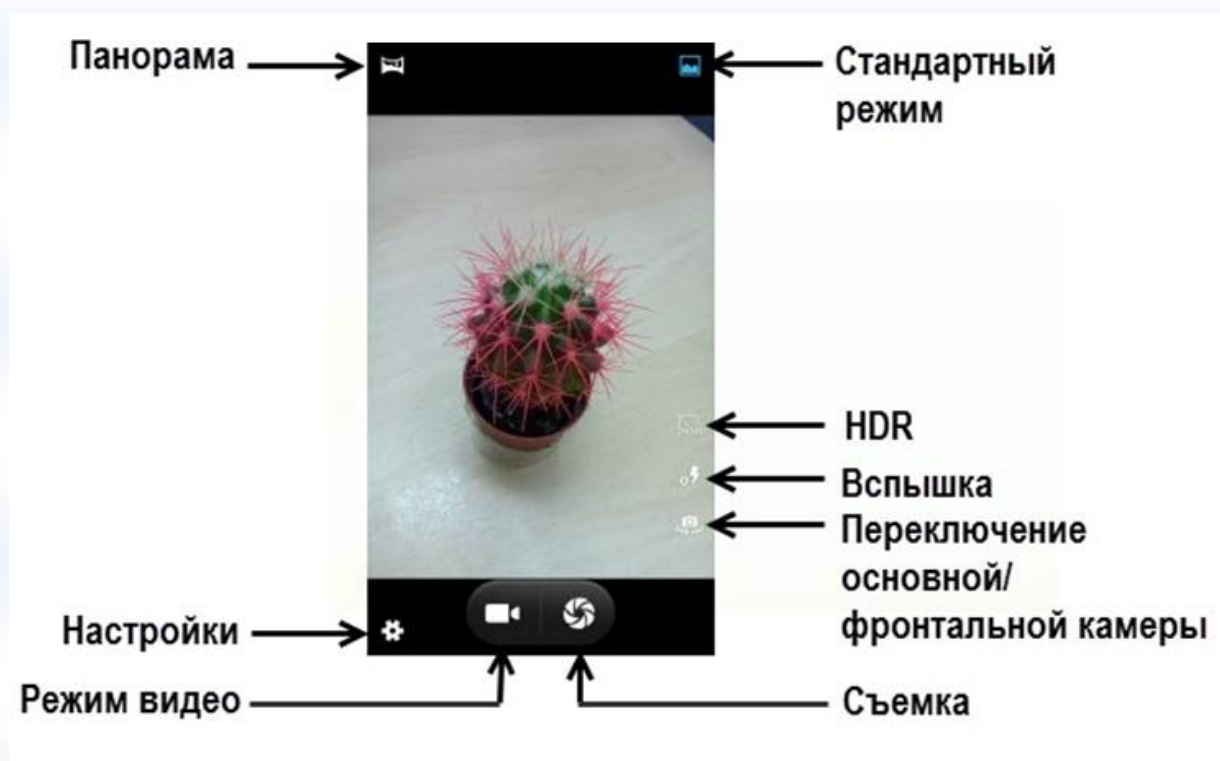 Панорама
Стандартный
режим
HDR
Вспышка
Переключение
основной/
фронтальной камеры
Настройки
Режим видео
Съемка